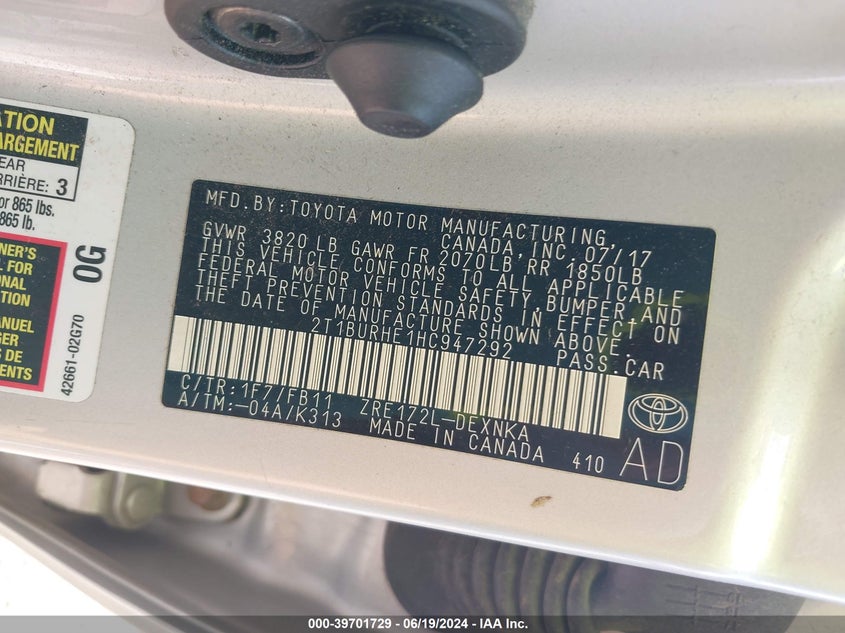 ATION
ARGEMENT
EAR
RRIÈRE: 3
or 865 lbs.
865 lb.
NER'S
FOR
ONAL
ATION
ANUEL
GER
S DE
EMENTS
0G
42661-02G70
MFD.BY:TOYOTA MOTOR MANUFACTURING,
CANADA,INC.07/17
GVWR 3820 LB GAWR FR 2070LB RR 1850LB
THIS VEHICLE CONFORMS TO ALL APPLICABLE
FEDERAL MOTOR VEHICLE SAFETY,BUMPER,AND
THEFT PREVENTION STANDARDS IN EFFECT ON
THE DATE OF MANUFACTURE SHOWN ABOVE.
2T1BURHE1HC947292 PASS.CAR
C/TR:1F7/FB11 ZRE172L-DEXNKA
A/TM:-04A/K313 MADE IN CANADA 410
AD
000-39701729 - 06/19/2024 - IAA Inc.